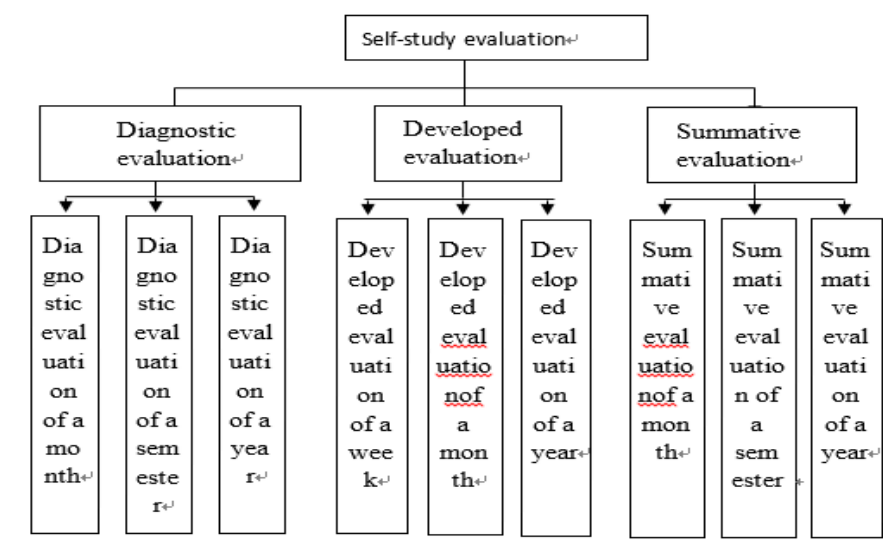 Self-study evaluation
Diagnostic
evaluation
Developed
evaluation
Summative
evaluation
Dia
gno
stic
eval
uati
on
of a
mo
nth
Dia
gno
stic
eval
uati
on
of a
sem
este
r
Dia
gno
stic
eval
uati
on
of a
yea
r
Dev
elop
ed
eval
uati
on
of a
wee
k
Dev
elop
ed
eval
uatio
nof
a
mon
th
Dev
elop
ed
eval
uati
on
of a
year
Sum
mati
ve
eval
uatio
nof a
mon
th
Sum
mati
ve
eval
uatio
n of
a
sem
ester
Sum
mati
ve
eval
uati
on
of a
year